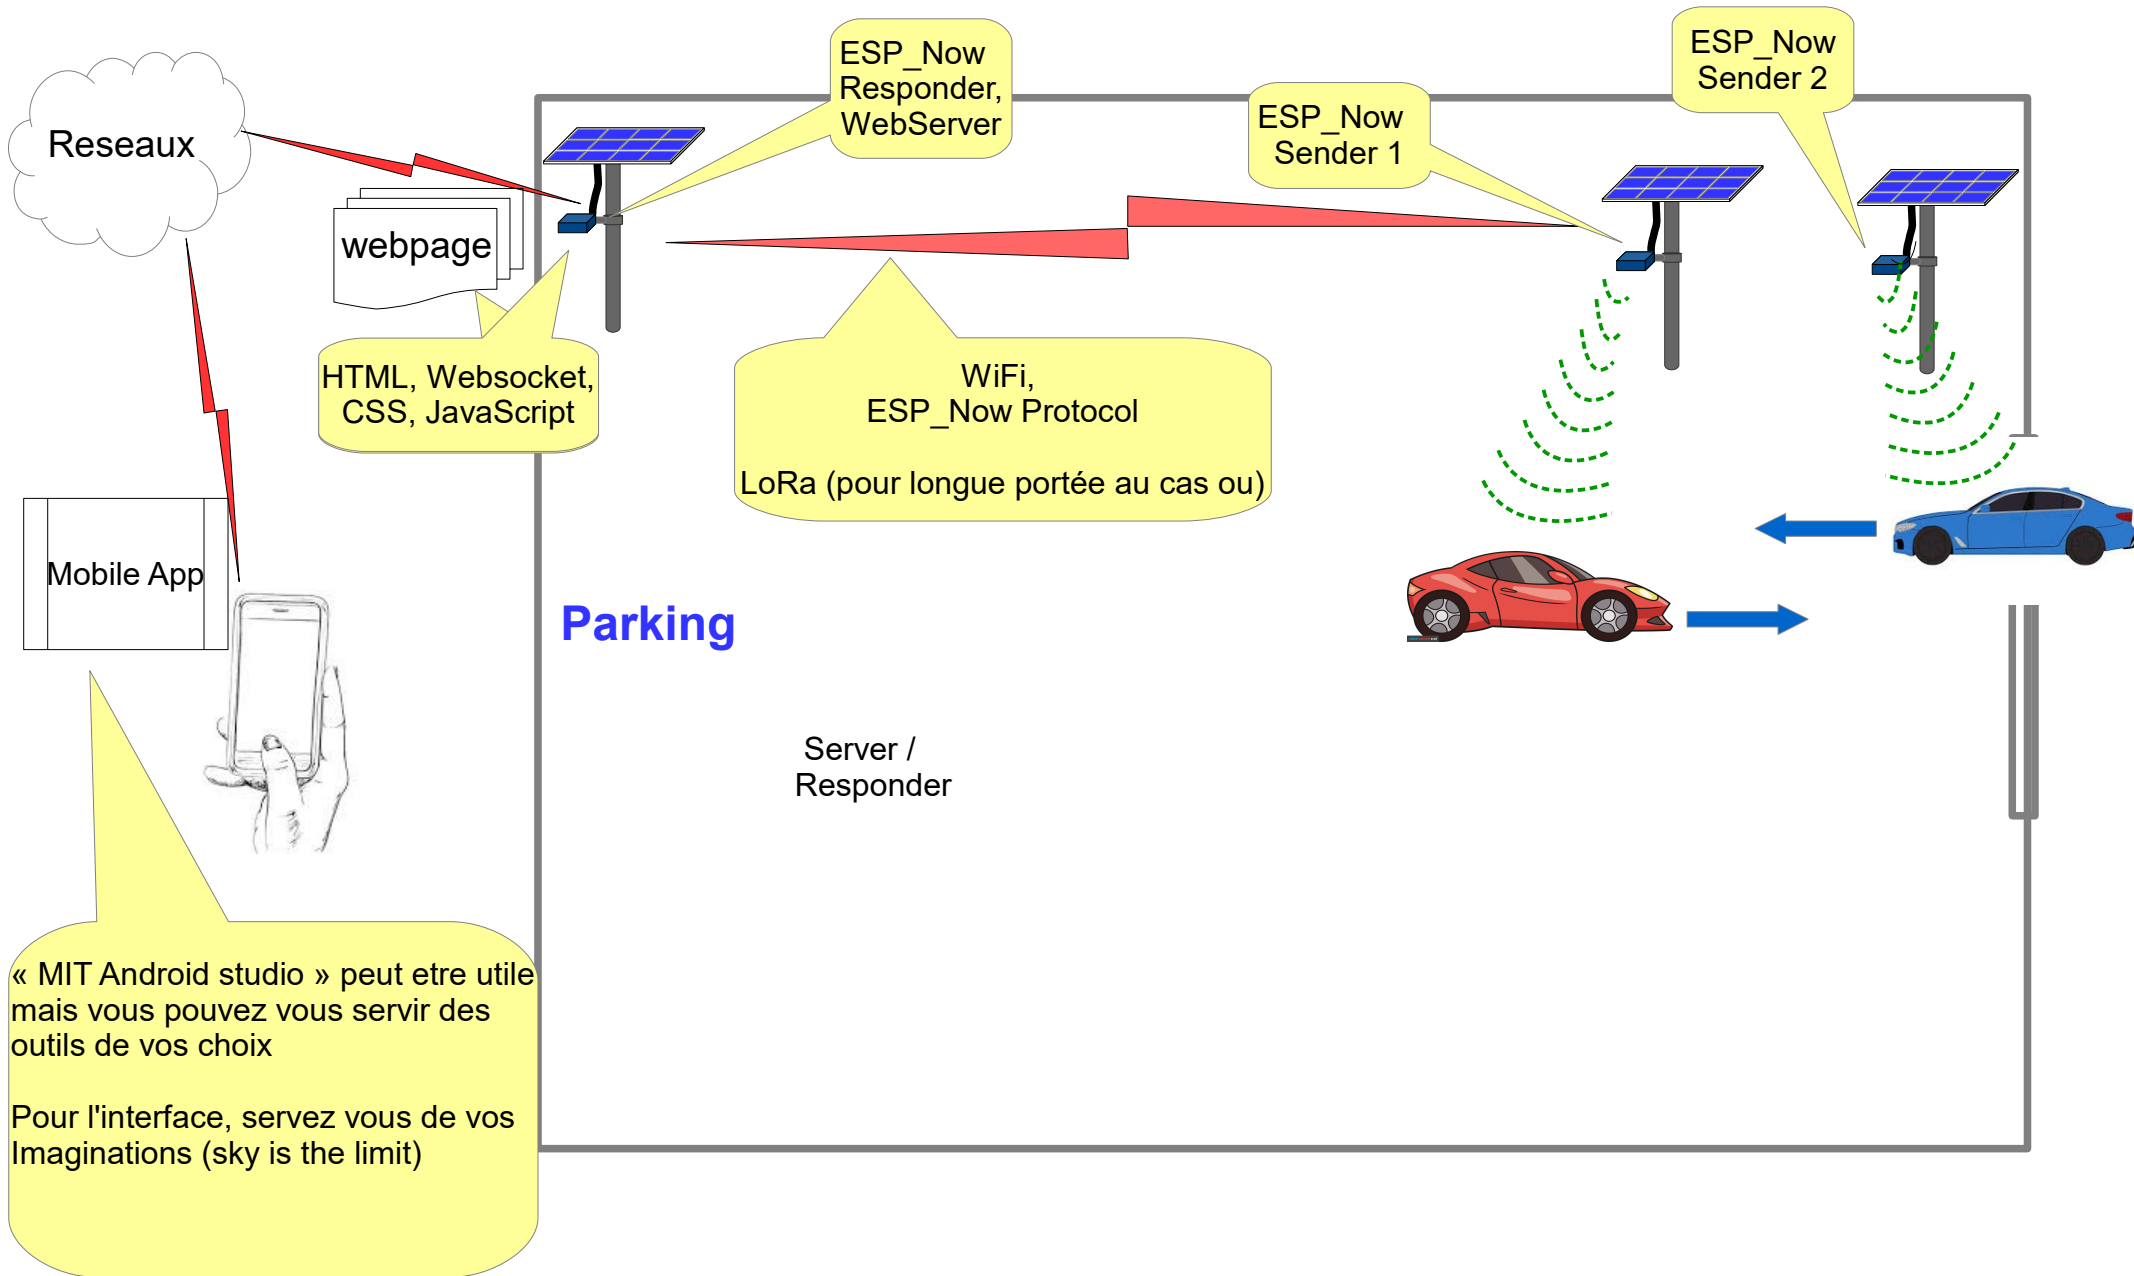 Reseaux
ESP_Now
Responder,
WebServer
ESP_Now
Sender 1
ESP_Now
Sender 2
webpage
HTML, Websocket,
CSS, JavaScript
WiFi,
ESP_Now Protocol
LoRa (pour longue portée au cas ou)
Mobile App
Parking
Server /
Responder
« MIT Android studio » peut etre utile
mais vous pouvez vous servir des
outils de vos choix
Pour l'interface, servez vous de vos
Imaginations (sky is the limit)